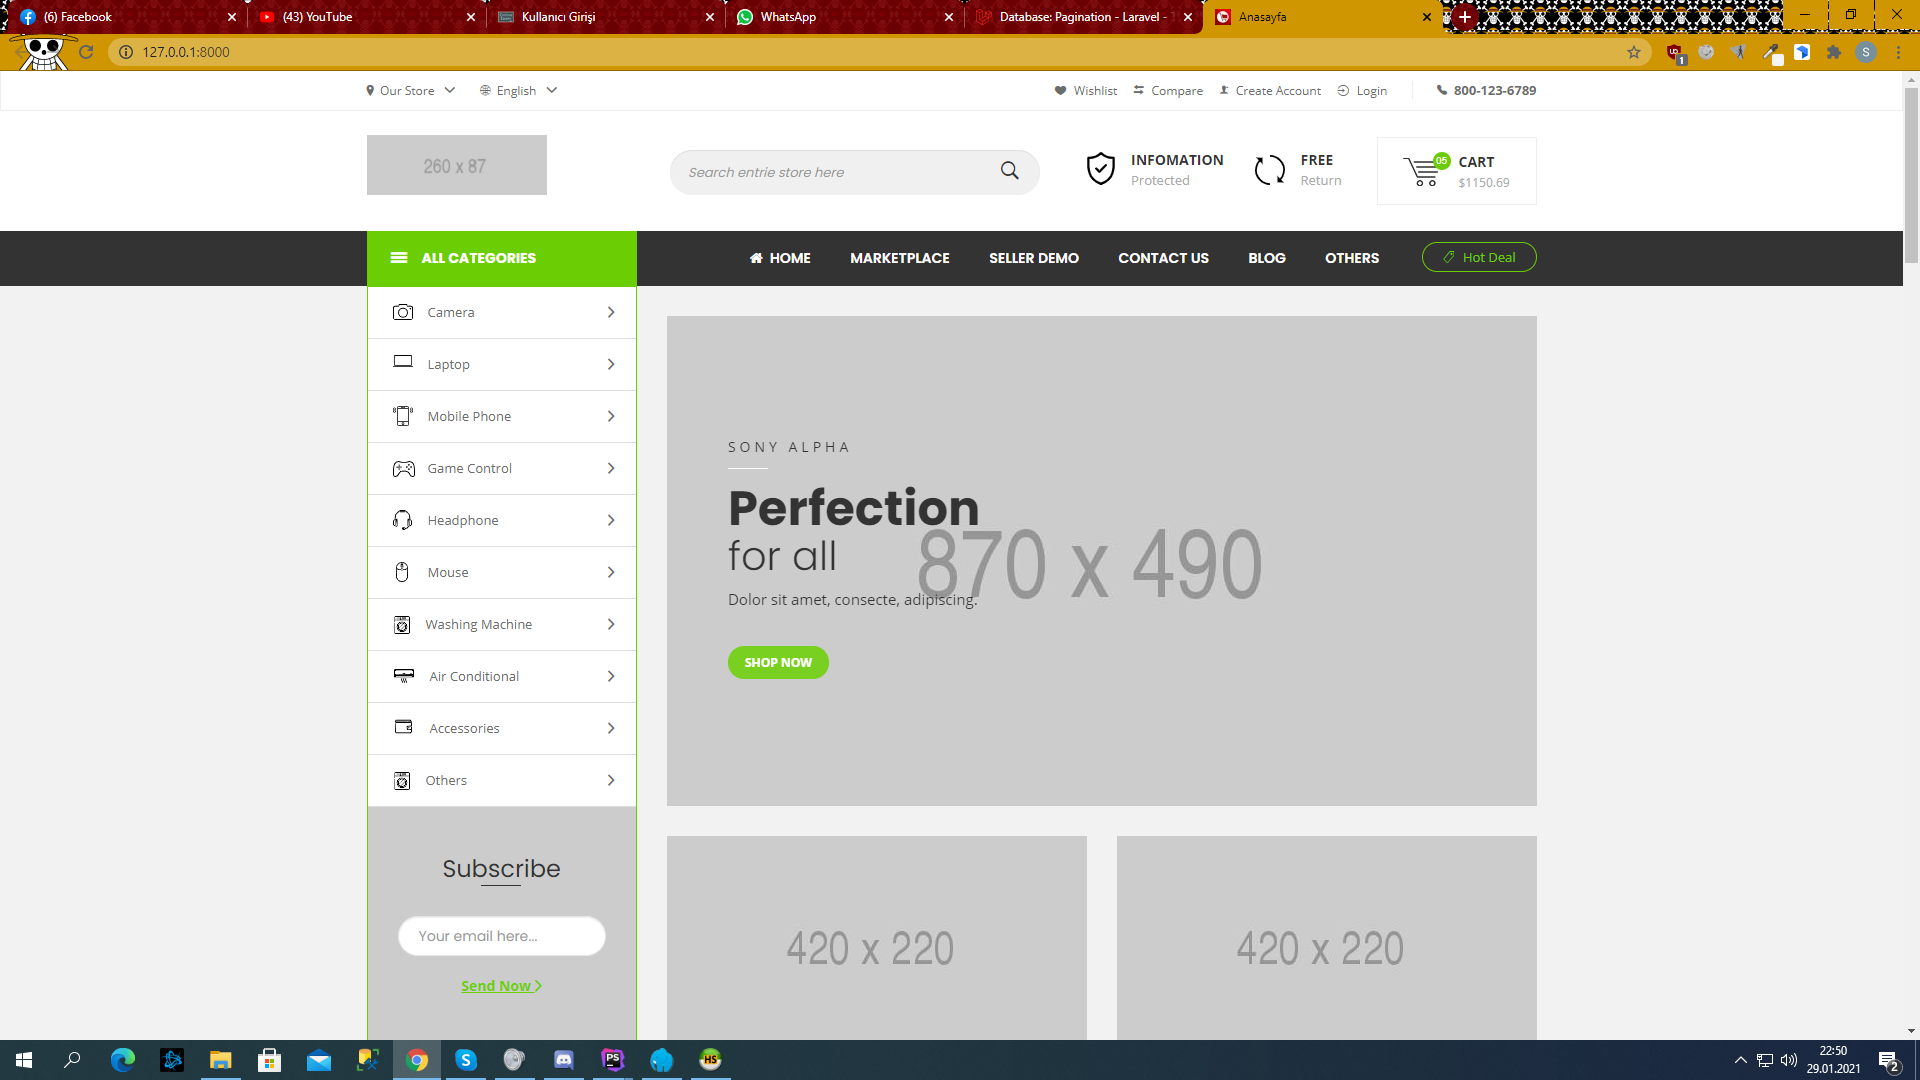 (6) Facebook
(43) YouTube
Kullanıcı Girişi
WhatsApp
Database: Pagination - Laravel -
Anasayfa
127.0.0.1:8000
S
1
Our Store
English
Wishlist
Compare
Create Account
Login
800-123-6789
260 x 87
Search entrie store here
INFOMATION
Protected
FREE
Return
05
CART
$1150.69
ALL CATEGORIES
HOME
MARKETPLACE
SELLER DEMO
CONTACT US
BLOG
OTHERS
Hot Deal
Camera
Laptop
Mobile Phone
Game Control
Headphone
Mouse
Washing Machine
Air Conditional
Accessories
Others
SONY ALPHA
Perfection
for all
870 x 490
Dolor sit amet, consecte, adipiscing.
SHOP NOW
Subscribe
Your email here...
Send Now
420 x 220
420 x 220
PS
HS
22:50
29.01.2021
2